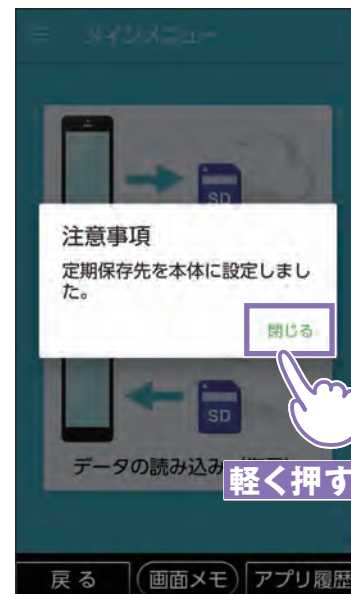 メインメニュー
SD
注意事項
定期保存先を本体に設定しまし
た。
閉じる
SD
データの読み込み
軽く押す
戻る
画面メモ
アプリ履歴